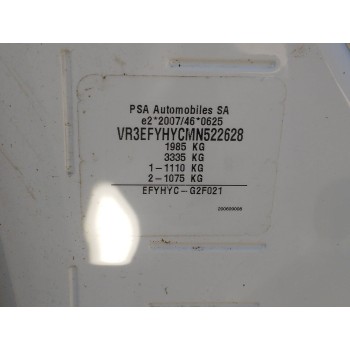 PSA Automobiles SA
e2*2007/46*0625
VR3EFYHYCMN522628
1985 KG
3335 KG
1-1110 KG
2-1075 KG
EFYHYC-G2F021